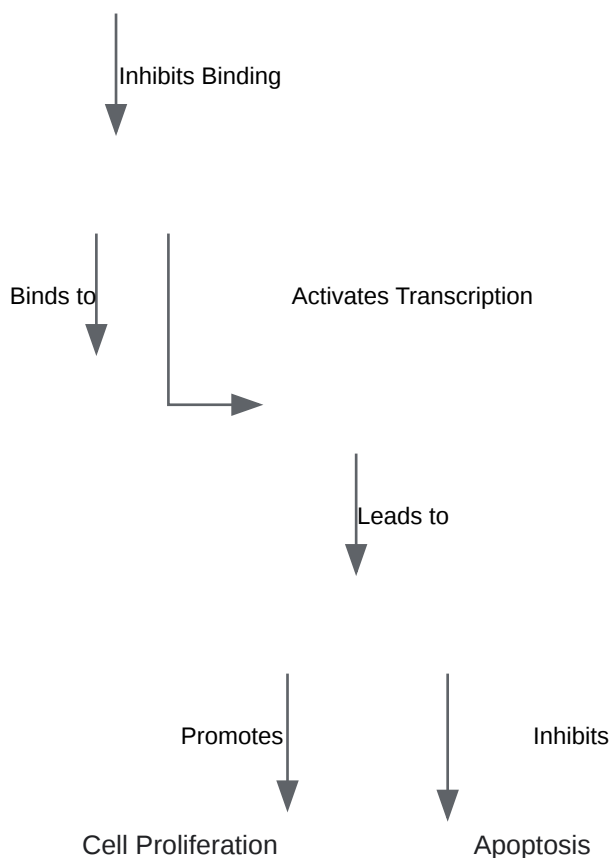 Inhibits Binding
Binds to
Activates Transcription
Leads to
Promotes
Inhibits
Cell Proliferation
Apoptosis